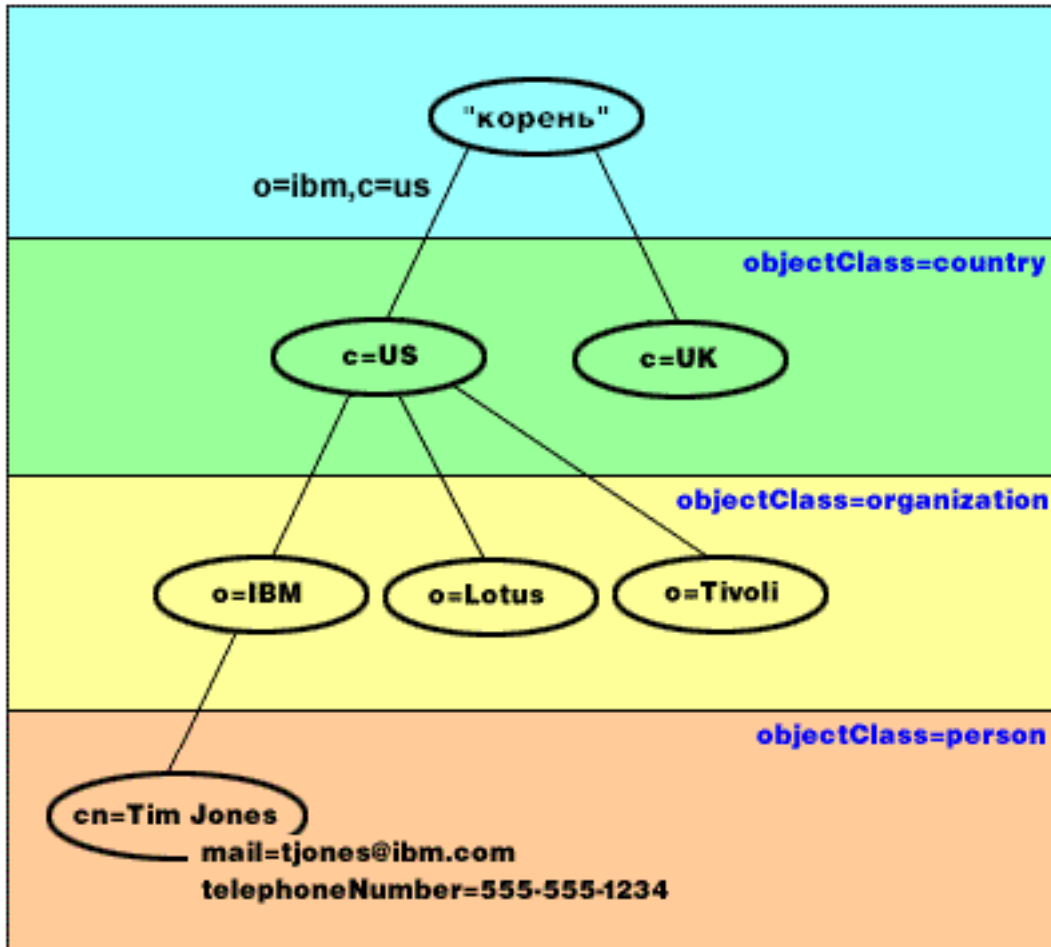 "корень"
o=ibm,c=us
objectClass=country
c=US
c=UK
objectClass=organization
o=IBM
o=Lotus
o=Tivoli
objectClass=person
cn=Tim Jones
mail=tjones@ibm.com
telephoneNumber=555-555-1234